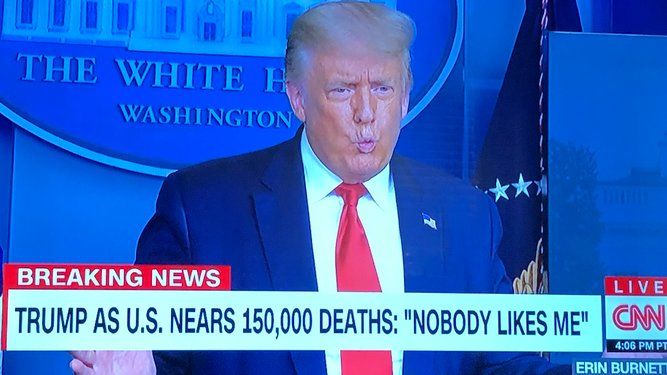 THE WHITE H
WASHINGTON
BREAKING NEWS
TRUMP AS U.S. NEARS 150,000 DEATHS: "NOBODY LIKES ME"
LIVE
CNN
4:06 PM PT
ERIN BURNETT